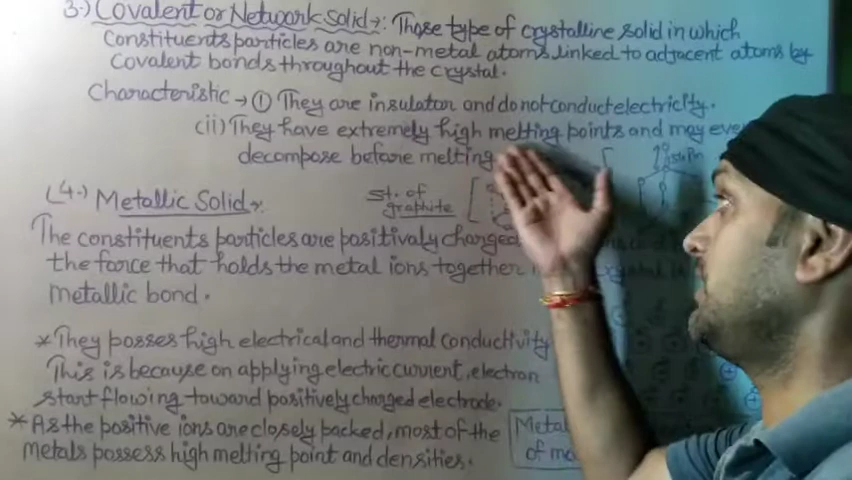 3.) Covalent or Network Solid :- Those type of crystalline solid in which
constituents particles are non-metal atoms linked to adjacent atoms by
Covalent bonds throughout the crystal.
Characteristic → (i) They are insulator and do not conduct electricity.
(ii) They have extremely high melting points and may even
decompose before melting
(4.) Metallic Solid :-
St. of
graphite
The constituents particles are positively charged
the force that holds the metal ions together
metallic bond.
* They posses high electrical and thermal conductivity
This is because on applying electric current, electron
start flowing toward positively charged electrode.
* As the positive ions are closely packed, most of the
Metals possess high melting point and densities.
Metal
of